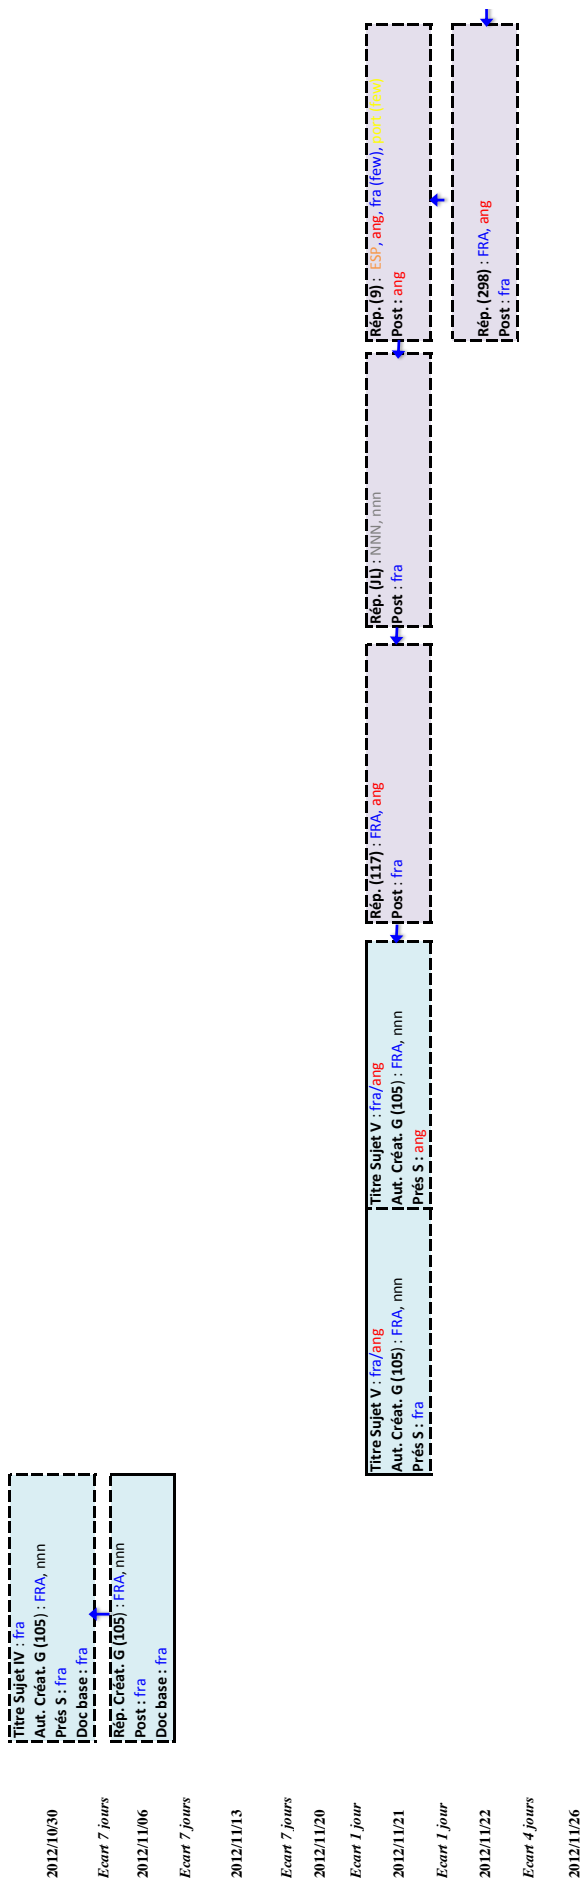 2012/10/30
Titre Sujet IV : fra
Aut. Créat. G (105) : FRA, nnn
Prés S : fra
Doc base : fra
Ecart 7 jours
2012/11/06
Rép. Créat. G (105) : FRA, nnn
Post : fra
Doc base : fra
Ecart 7 jours
2012/11/13
Ecart 7 jours
2012/11/20
Ecart 1 jour
2012/11/21
Titre Sujet V : fra/ang
Aut. Créat. G (105) : FRA, nnn
Prés S : fra
Titre Sujet V : fra/ang
Aut. Créat. G (105) : FRA, nnn
Prés S : ang
Rép. (117) : FRA, ang
Post : fra
Rép. (JL) : NNN, nnn
Post : fra
Rép. (9) : ESP, ang, fra (few), port (few)
Post : ang
Ecart 1 jour
2012/11/22
Rép. (298) : FRA, ang
Post : fra
Ecart 4 jours
2012/11/26